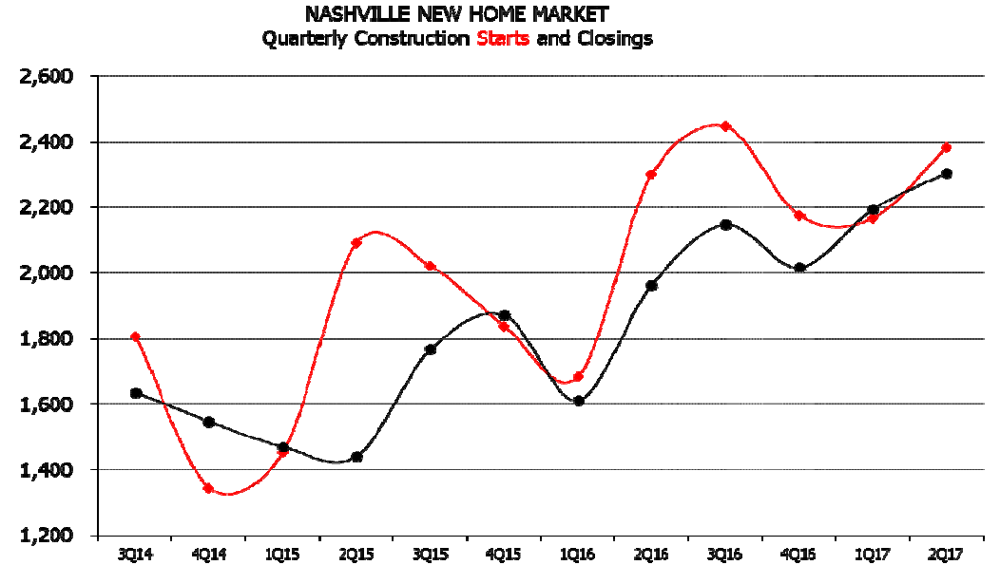 NASHVILLE NEW HOME MARKET
Quarterly Construction Starts and Closings
2,600
2,400
2,200
2,000
1,800
1,600
1,400
1,200
3Q14 4Q14 1Q15 2Q15 3Q15 4Q15 1Q16 2Q16 3Q16 4Q16 1Q17 2Q17